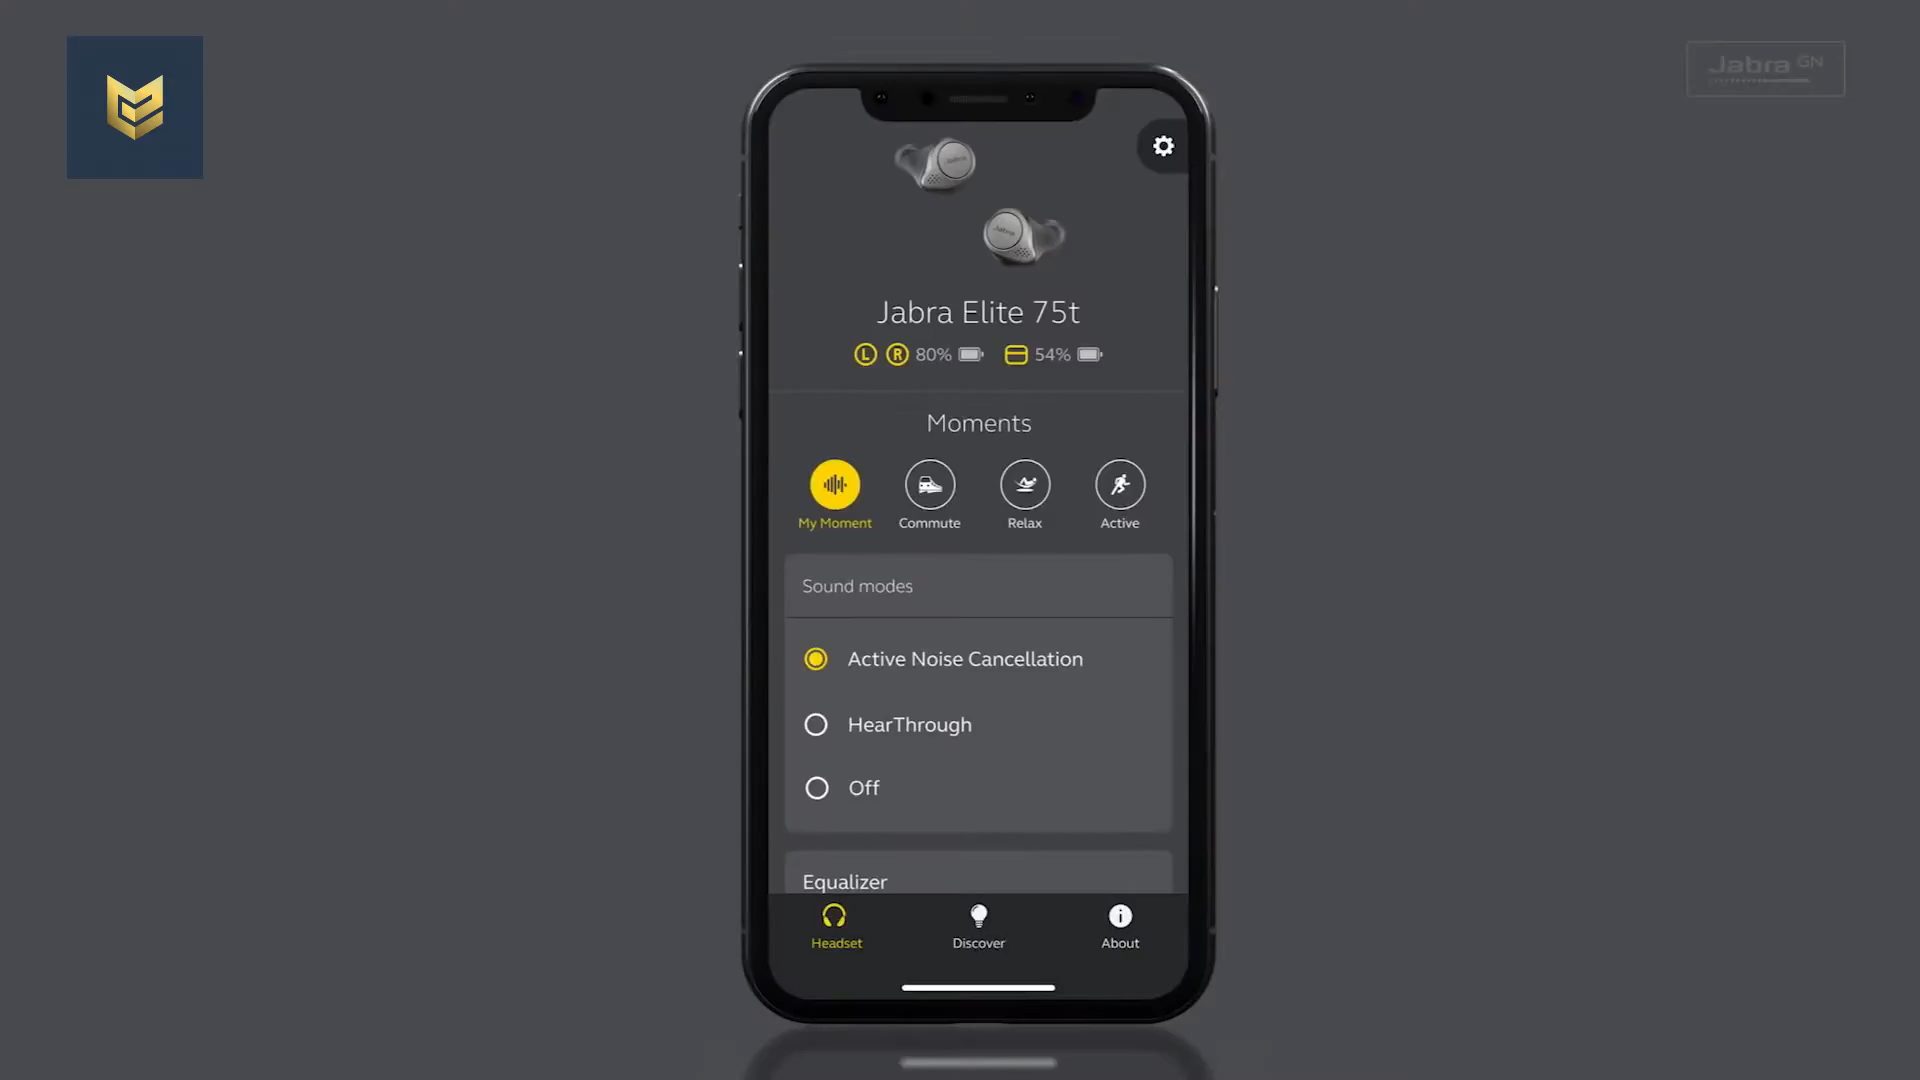 Jabra GN
Jabra Elite 75t
L R 80% 54%
Moments
My Moment Commute Relax Active
Sound modes
Active Noise Cancellation
HearThrough
Off
Equalizer
Headset Discover About